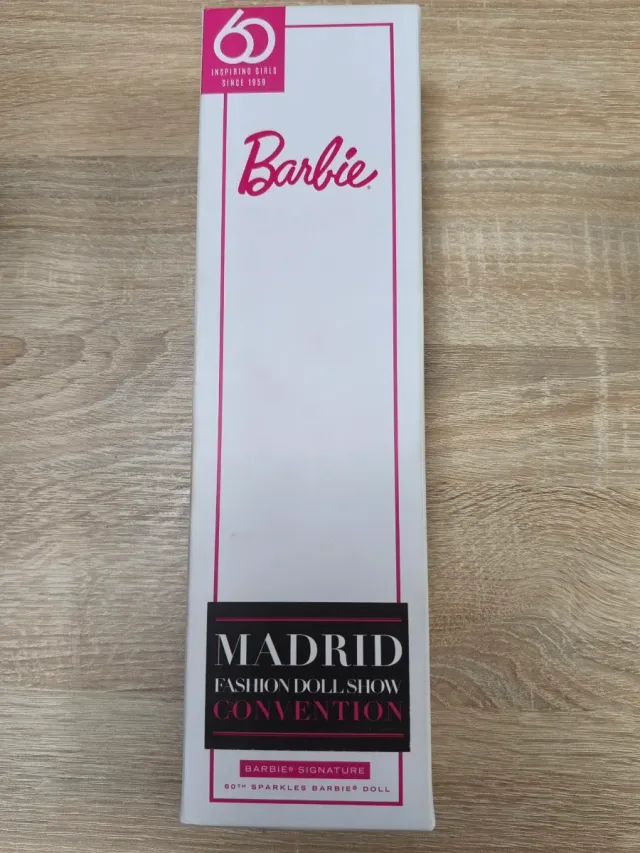 60
INSPIRING GIRLS
SINCE 1959
Barbie®
MADRID
FASHION DOLL SHOW
CONVENTION
BARBIE® SIGNATURE
60TH SPARKLES BARBIE® DOLL